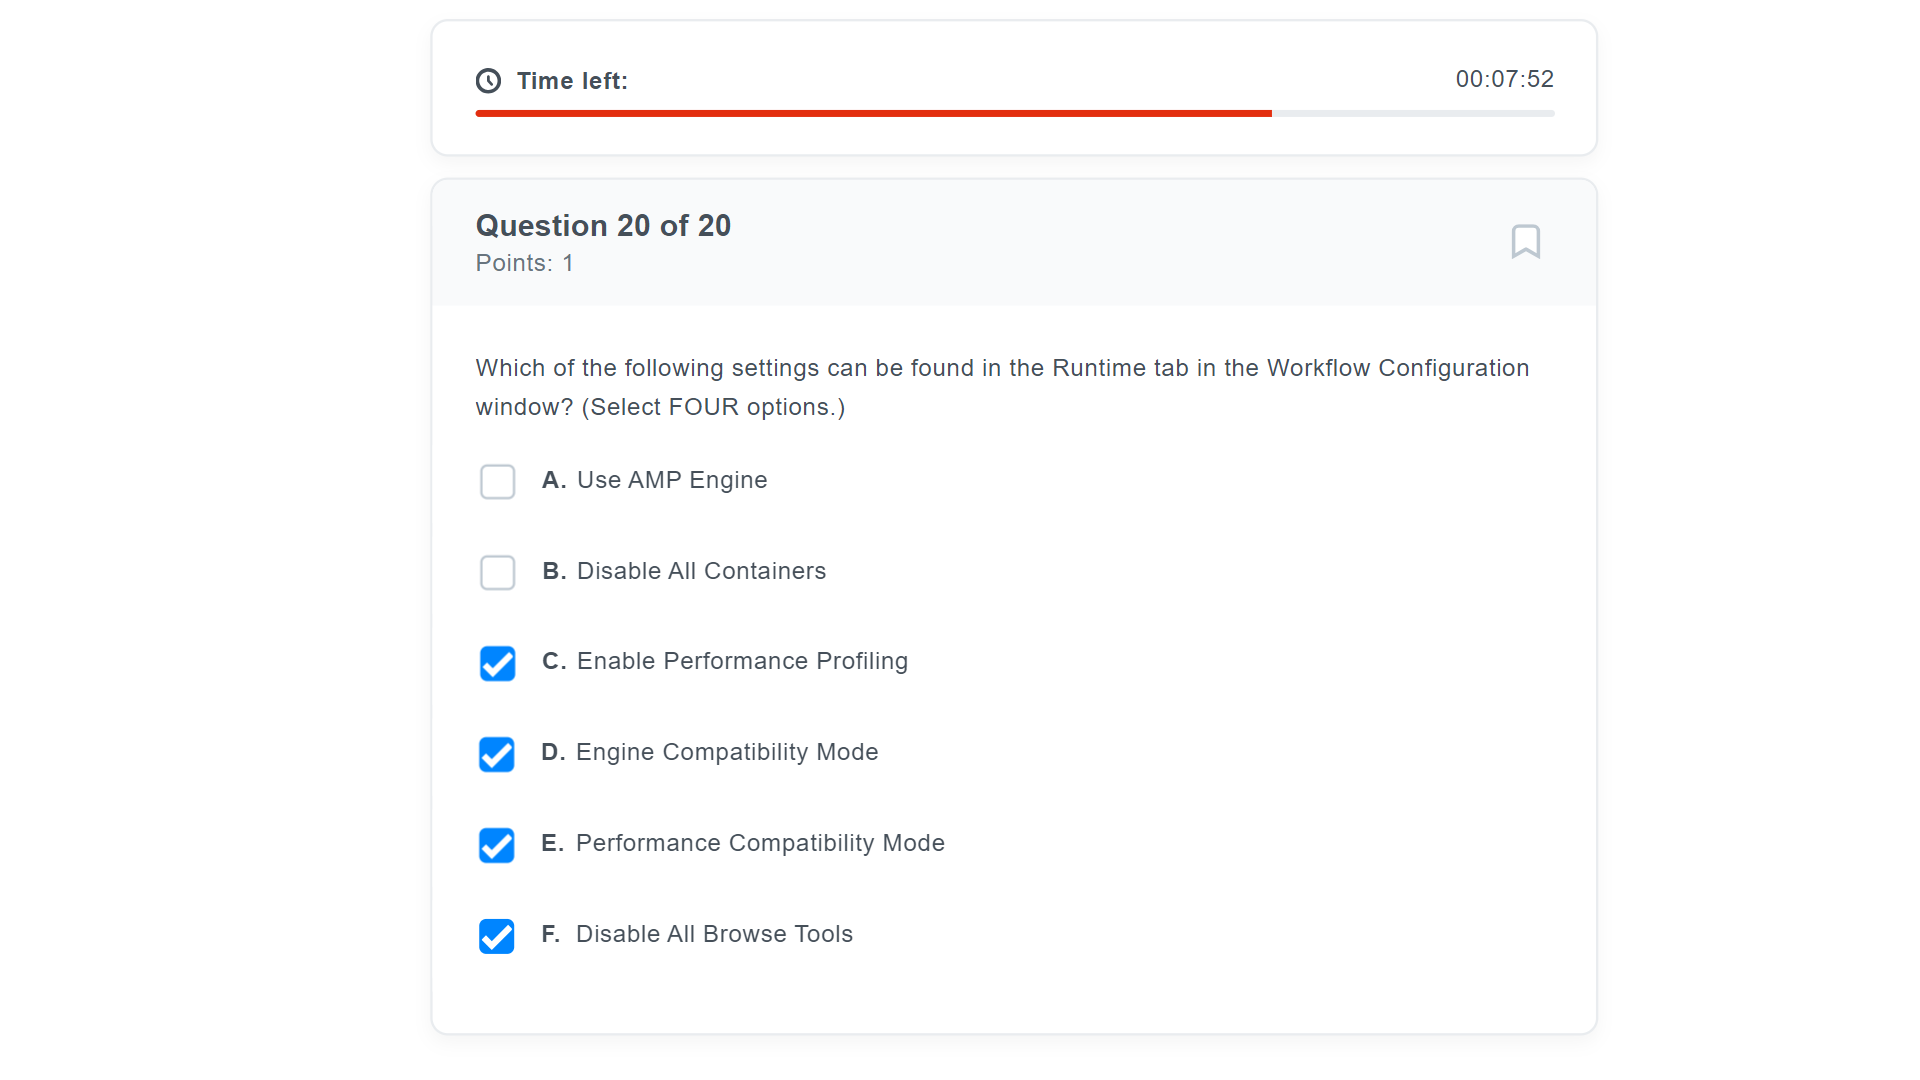 Time left:
00:07:52
Question 20 of 20
Points: 1
Which of the following settings can be found in the Runtime tab in the Workflow Configuration
window? (Select FOUR options.)
A. Use AMP Engine
B. Disable All Containers
C. Enable Performance Profiling
D. Engine Compatibility Mode
E. Performance Compatibility Mode
F. Disable All Browse Tools